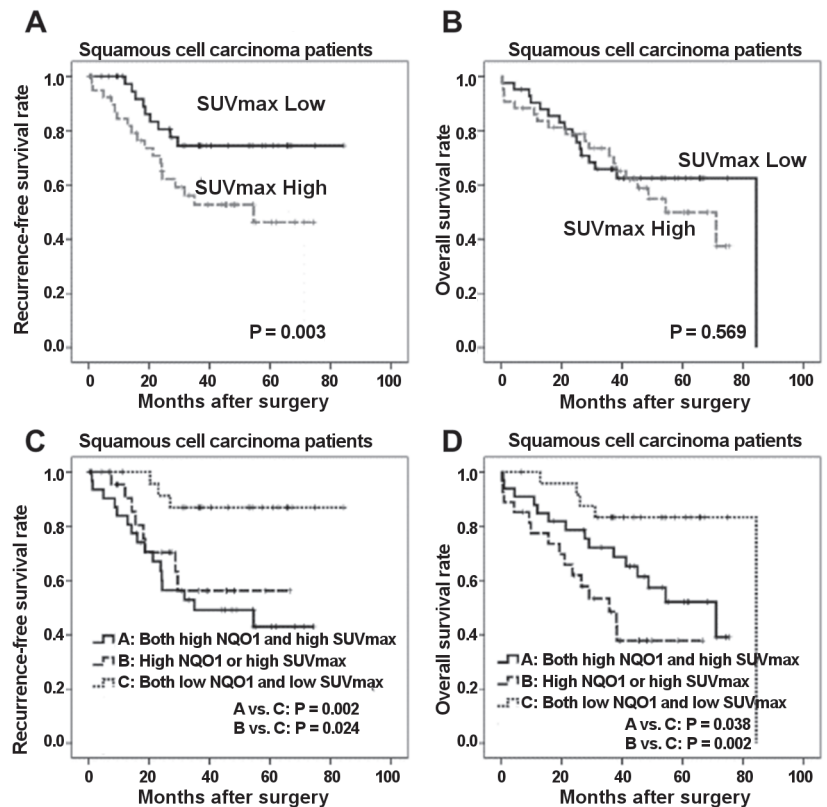 A
Squamous cell carcinoma patients
Recurrence-free survival rate
1.0
0.8
0.6
0.4
0.2
0.0
SUVmax Low
SUVmax High
P = 0.003
0 20 40 60 80 100
Months after surgery
B
Squamous cell carcinoma patients
Overall survival rate
1.0
0.8
0.6
0.4
0.2
0.0
SUVmax Low
SUVmax High
P = 0.569
0 20 40 60 80 100
Months after surgery
C
Squamous cell carcinoma patients
Recurrence-free survival rate
1.0
0.8
0.6
0.4
0.2
0.0
A: Both high NQO1 and high SUVmax
B: High NQO1 or high SUVmax
C: Both low NQO1 and low SUVmax
A vs. C: P = 0.002
B vs. C: P = 0.024
0 20 40 60 80 100
Months after surgery
D
Squamous cell carcinoma patients
Overall survival rate
1.0
0.8
0.6
0.4
0.2
0.0
A: Both high NQO1 and high SUVmax
B: High NQO1 or high SUVmax
C: Both low NQO1 and low SUVmax
A vs. C: P = 0.038
B vs. C: P = 0.002
0 20 40 60 80 100
Months after surgery